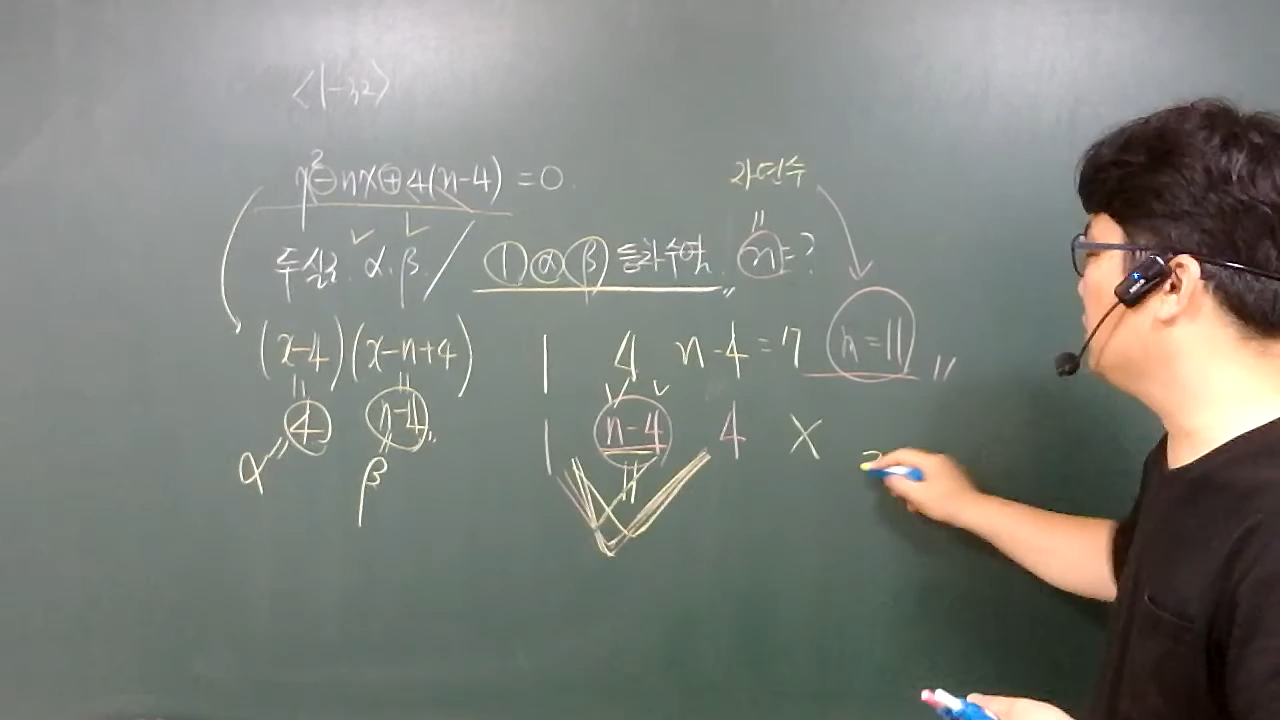 <1-32>
x²-nx+4(n-4)=0.
자연수
두실근 α, β. / 1 α β 등차수열. n=?
(x-4)(x-n+4)
1 4 n-4=7 n=11
4 n-4
1 n-4 4 X
α β